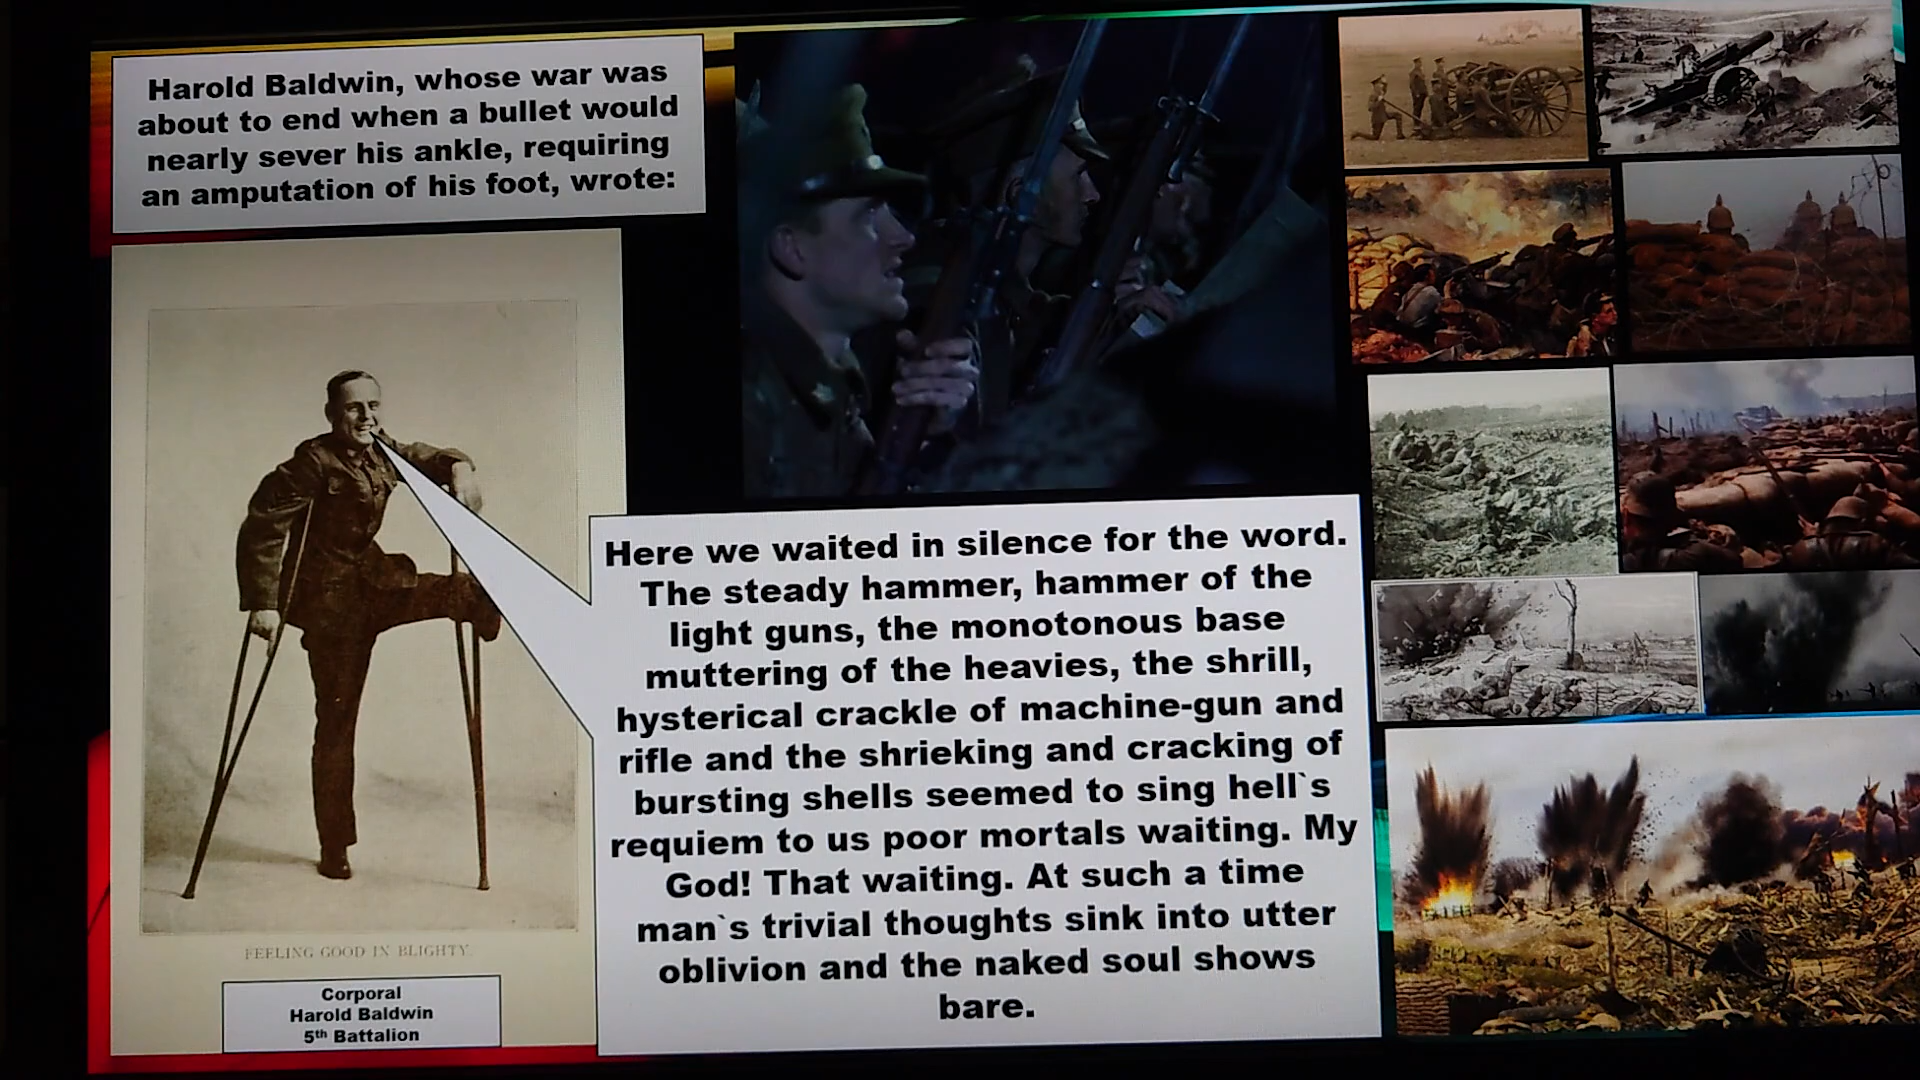 Harold Baldwin, whose war was
about to end when a bullet would
nearly sever his ankle, requiring
an amputation of his foot, wrote:
Here we waited in silence for the word.
The steady hammer, hammer of the
light guns, the monotonous base
muttering of the heavies, the shrill,
hysterical crackle of machine-gun and
rifle and the shrieking and cracking of
bursting shells seemed to sing hell`s
requiem to us poor mortals waiting. My
God! That waiting. At such a time
man`s trivial thoughts sink into utter
oblivion and the naked soul shows
bare.
FEELING GOOD IN BLIGHTY
Corporal
Harold Baldwin
5th Battalion